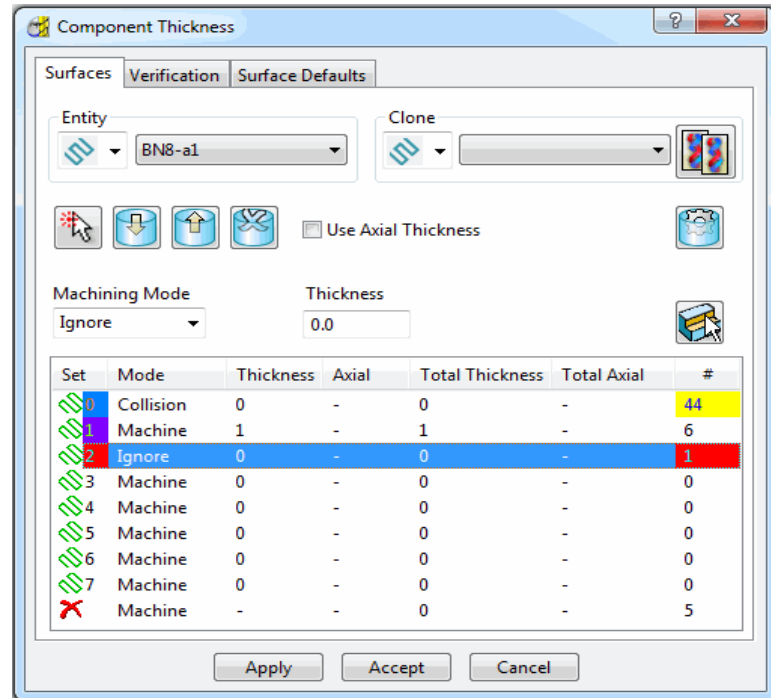 Component Thickness
Surfaces Verification Surface Defaults
Entity Clone
BN8-a1
Use Axial Thickness
Machining Mode Thickness
Ignore 0.0
Set Mode Thickness Axial Total Thickness Total Axial #
0 Collision 0 - 0 - 44
1 Machine 1 - 1 - 6
2 Ignore 0 - 0 - 1
3 Machine 0 - 0 - 0
4 Machine 0 - 0 - 0
5 Machine 0 - 0 - 0
6 Machine 0 - 0 - 0
7 Machine 0 - 0 - 0
Machine - - 0 - 5
Apply Accept Cancel